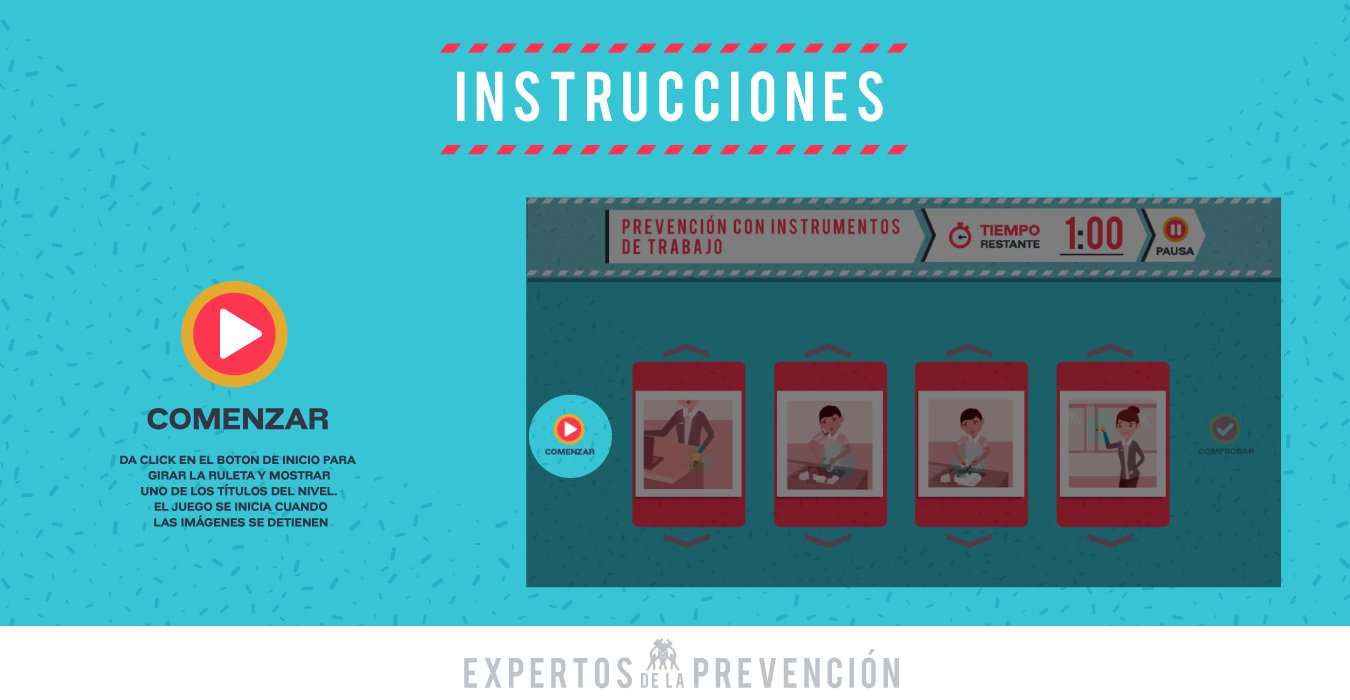 INSTRUCCIONES
PREVENCIÓN CON INSTRUMENTOS
DE TRABAJO
TIEMPO
RESTANTE
1:00
PAUSA
COMENZAR
DA CLICK EN EL BOTON DE INICIO PARA
GIRAR LA RULETA Y MOSTRAR
UNO DE LOS TÍTULOS DEL NIVEL.
EL JUEGO SE INICIA CUANDO
LAS IMÁGENES SE DETIENEN
COMENZAR
COMPROBAR
EXPERTOS DE LA PREVENCIÓN